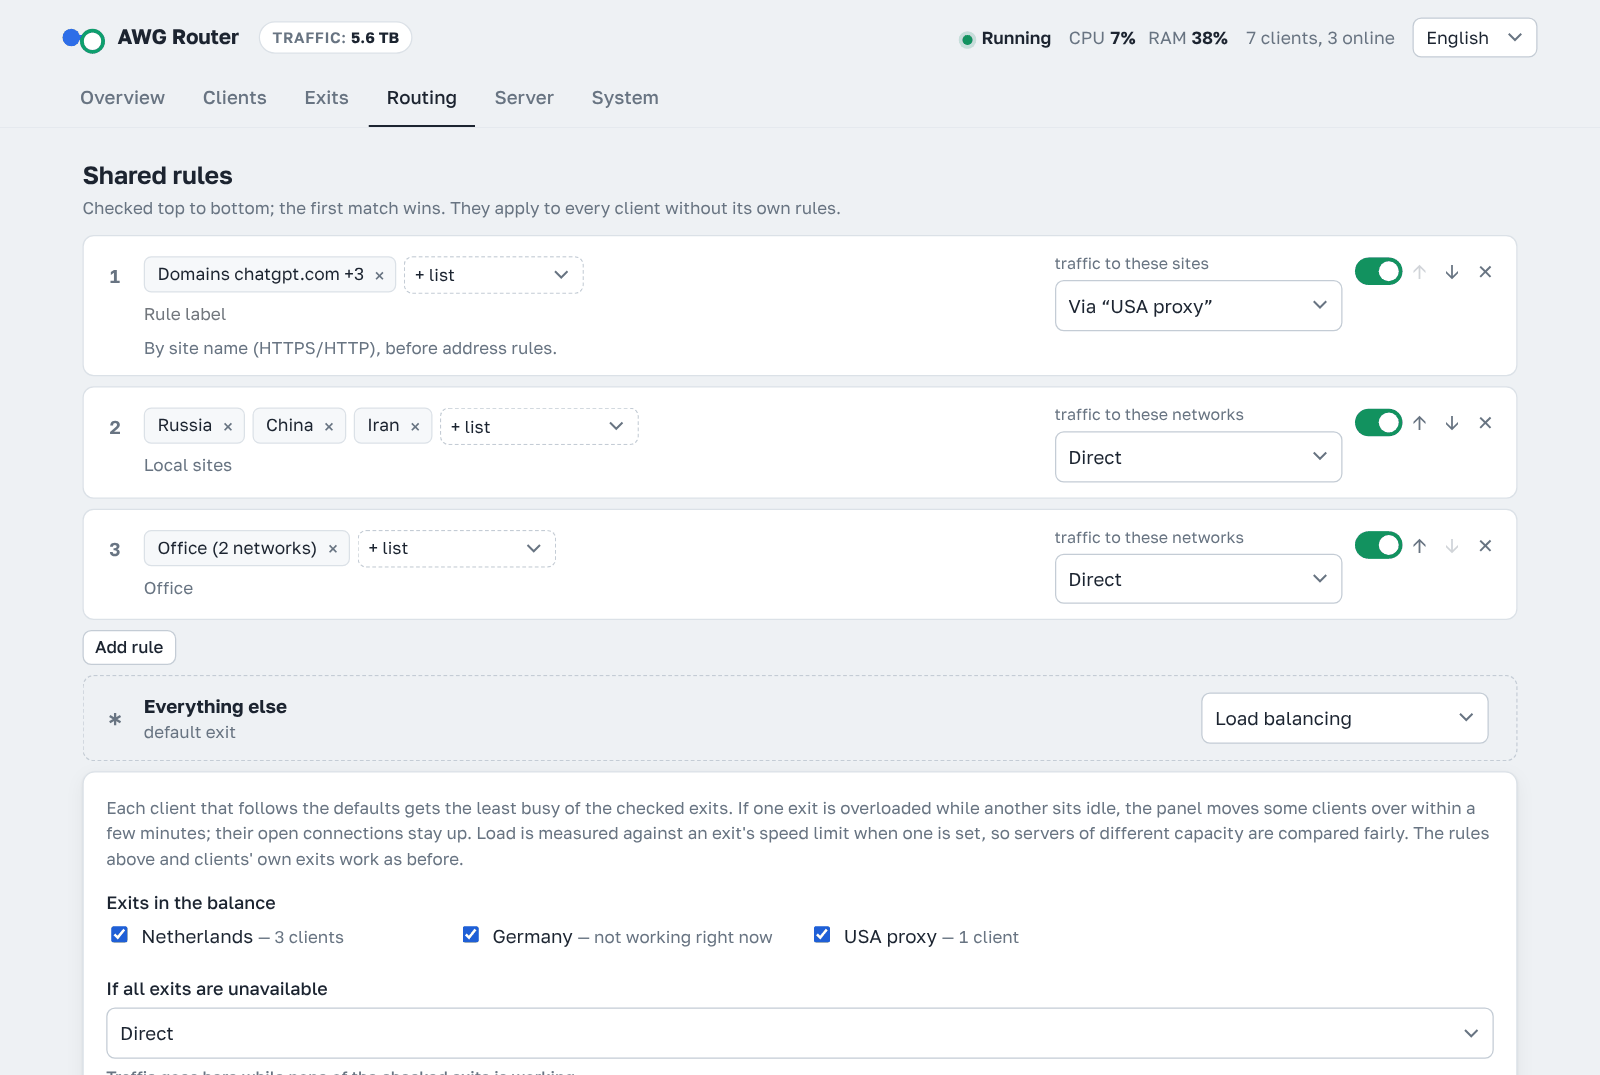 AWG Router
TRAFFIC: 5.6 TB
Running
CPU 7%
RAM 38%
7 clients, 3 online
English
Overview
Clients
Exits
Routing
Server
System
Shared rules
Checked top to bottom; the first match wins. They apply to every client without its own rules.
1
Domains chatgpt.com +3 ×
+ list
Rule label
By site name (HTTPS/HTTP), before address rules.
traffic to these sites
Via “USA proxy”
2
Russia ×
China ×
Iran ×
+ list
Local sites
traffic to these networks
Direct
3
Office (2 networks) ×
+ list
Office
traffic to these networks
Direct
Add rule
* Everything else
default exit
Load balancing
Each client that follows the defaults gets the least busy of the checked exits. If one exit is overloaded while another sits idle, the panel moves some clients over within a
few minutes; their open connections stay up. Load is measured against an exit's speed limit when one is set, so servers of different capacity are compared fairly. The rules
above and clients' own exits work as before.
Exits in the balance
Netherlands — 3 clients
Germany — not working right now
USA proxy — 1 client
If all exits are unavailable
Direct